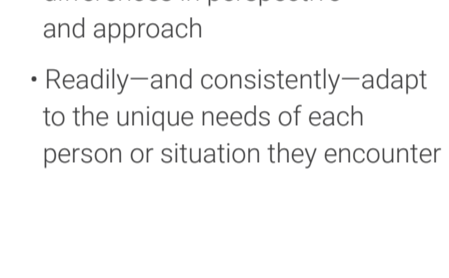 and approach
• Readily—and consistently—adapt
to the unique needs of each
person or situation they encounter